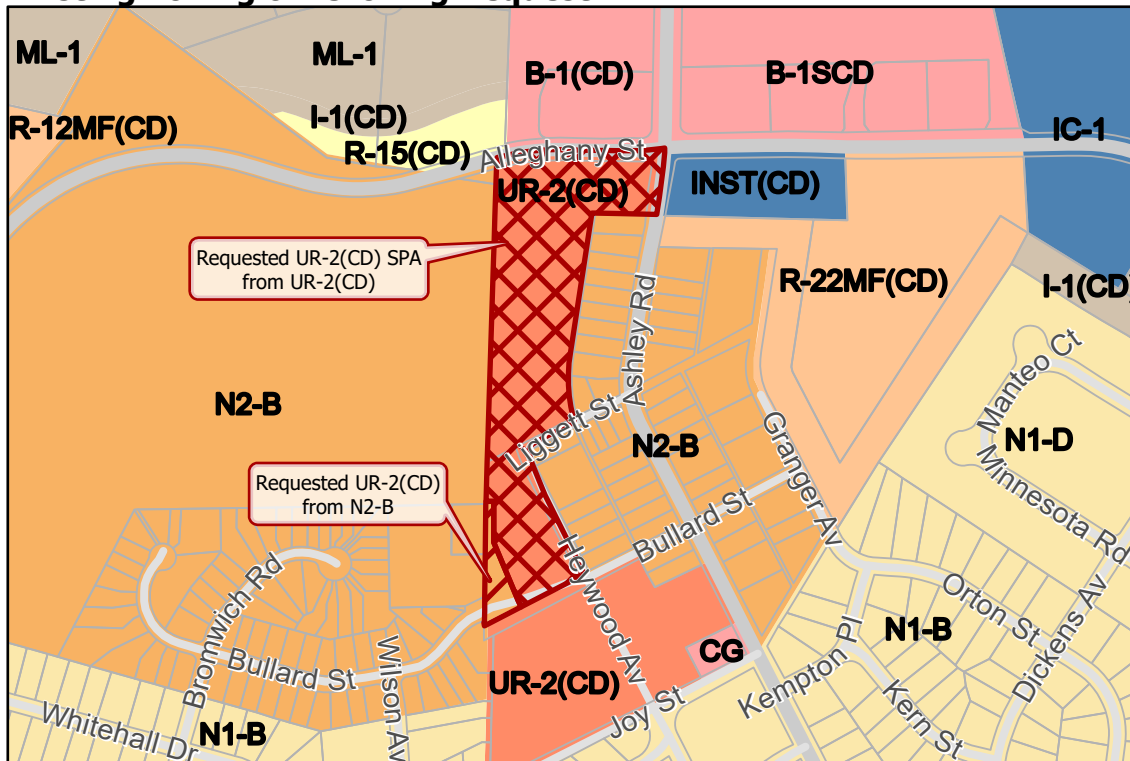 ML-1
ML-1
B-1(CD)
B-1SCD
I-1(CD)
R-12MF(CD)
R-15(CD)
Alleghany St
IC-1
UR-2(CD)
INST(CD)
Requested UR-2(CD) SPA
from UR-2(CD)
R-22MF(CD)
I-1(CD)
Ashley Rd
Manteo Ct
N2-B
Liggett St
N2-B
Granger Av
N1-D
Minnesota Rd
Requested UR-2(CD)
from N2-B
Bullard St
Heywood Av
Bromwich Rd
Orton St
Dickens Av
N1-B
Wilson Av
Bullard St
CG
Kempton Pl
UR-2(CD)
Kern St
Joy St
Whitehall Dr
N1-B